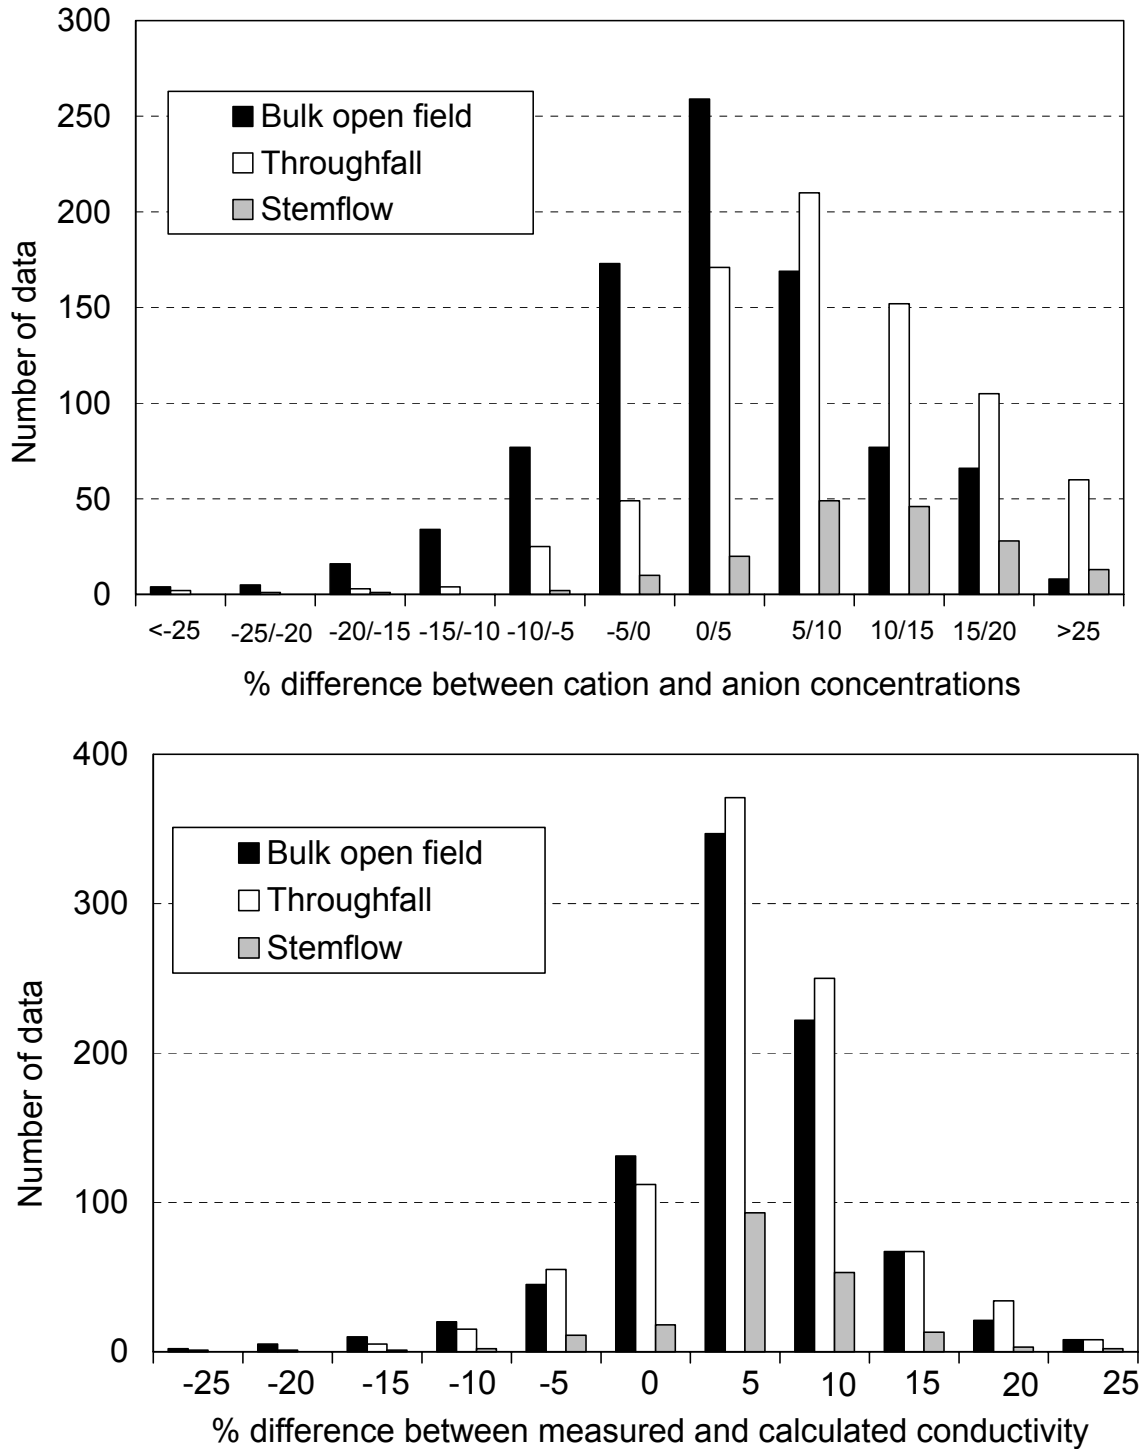 300
250
200
150
100
50
0
Number of data
Bulk open field
Throughfall
Stemflow
<-25 -25/-20 -20/-15 -15/-10 -10/-5 -5/0 0/5 5/10 10/15 15/20 >25
% difference between cation and anion concentrations
400
300
200
100
0
Number of data
Bulk open field
Throughfall
Stemflow
-25 -20 -15 -10 -5 0 5 10 15 20 25
% difference between measured and calculated conductivity